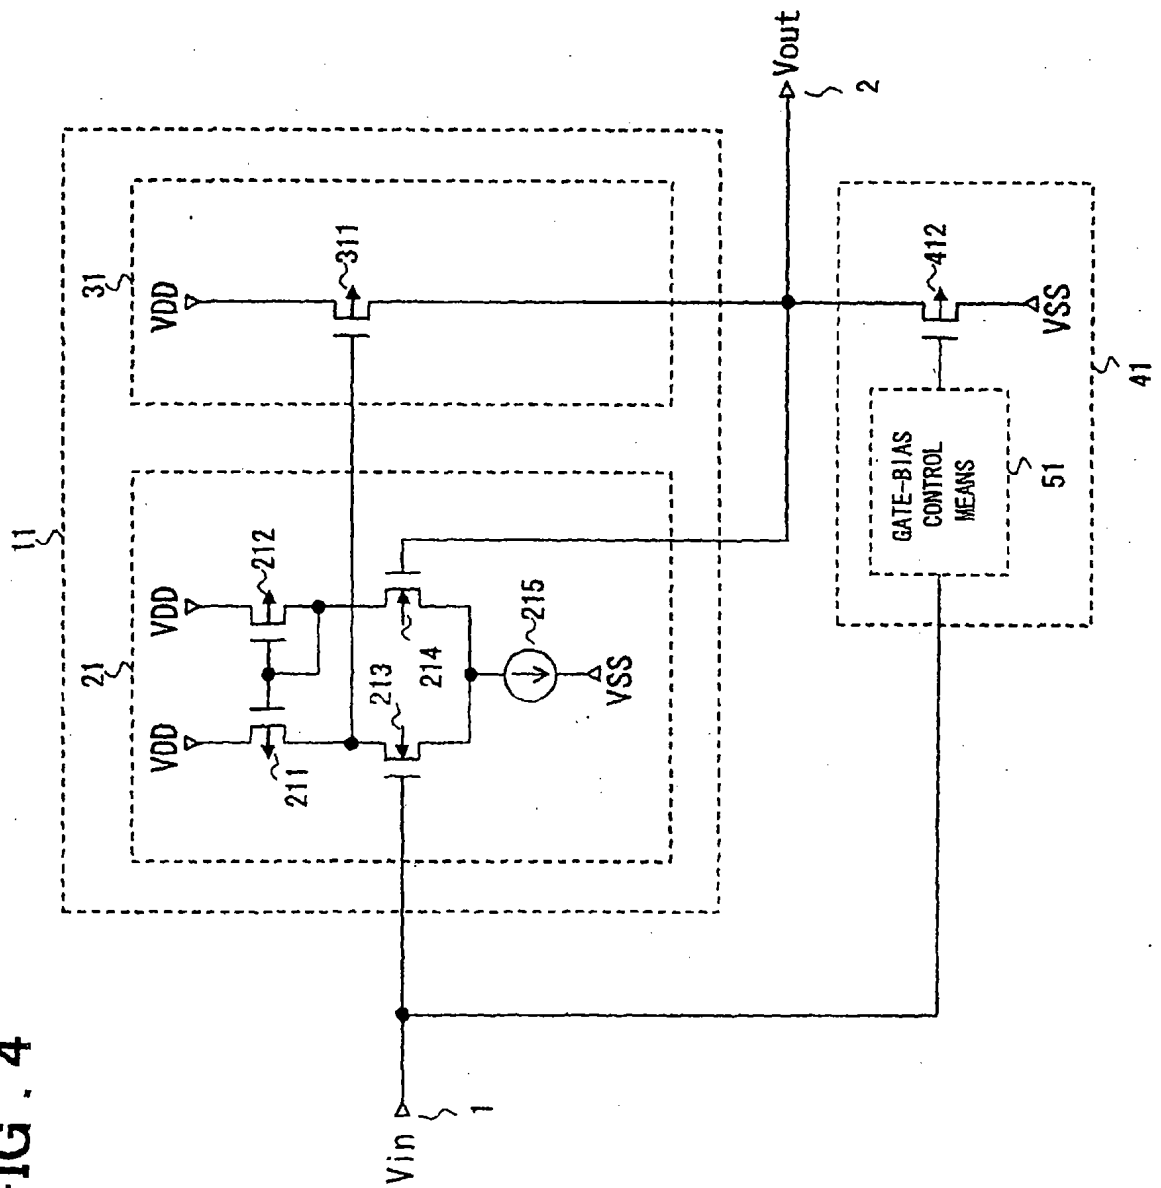 FIG. 4
11
21
31
VDD
VDD
VDD
211
212
311
213
214
215
VSS
Vin
1
Vout
2
GATE-BIAS
CONTROL
MEANS
51
412
VSS
41